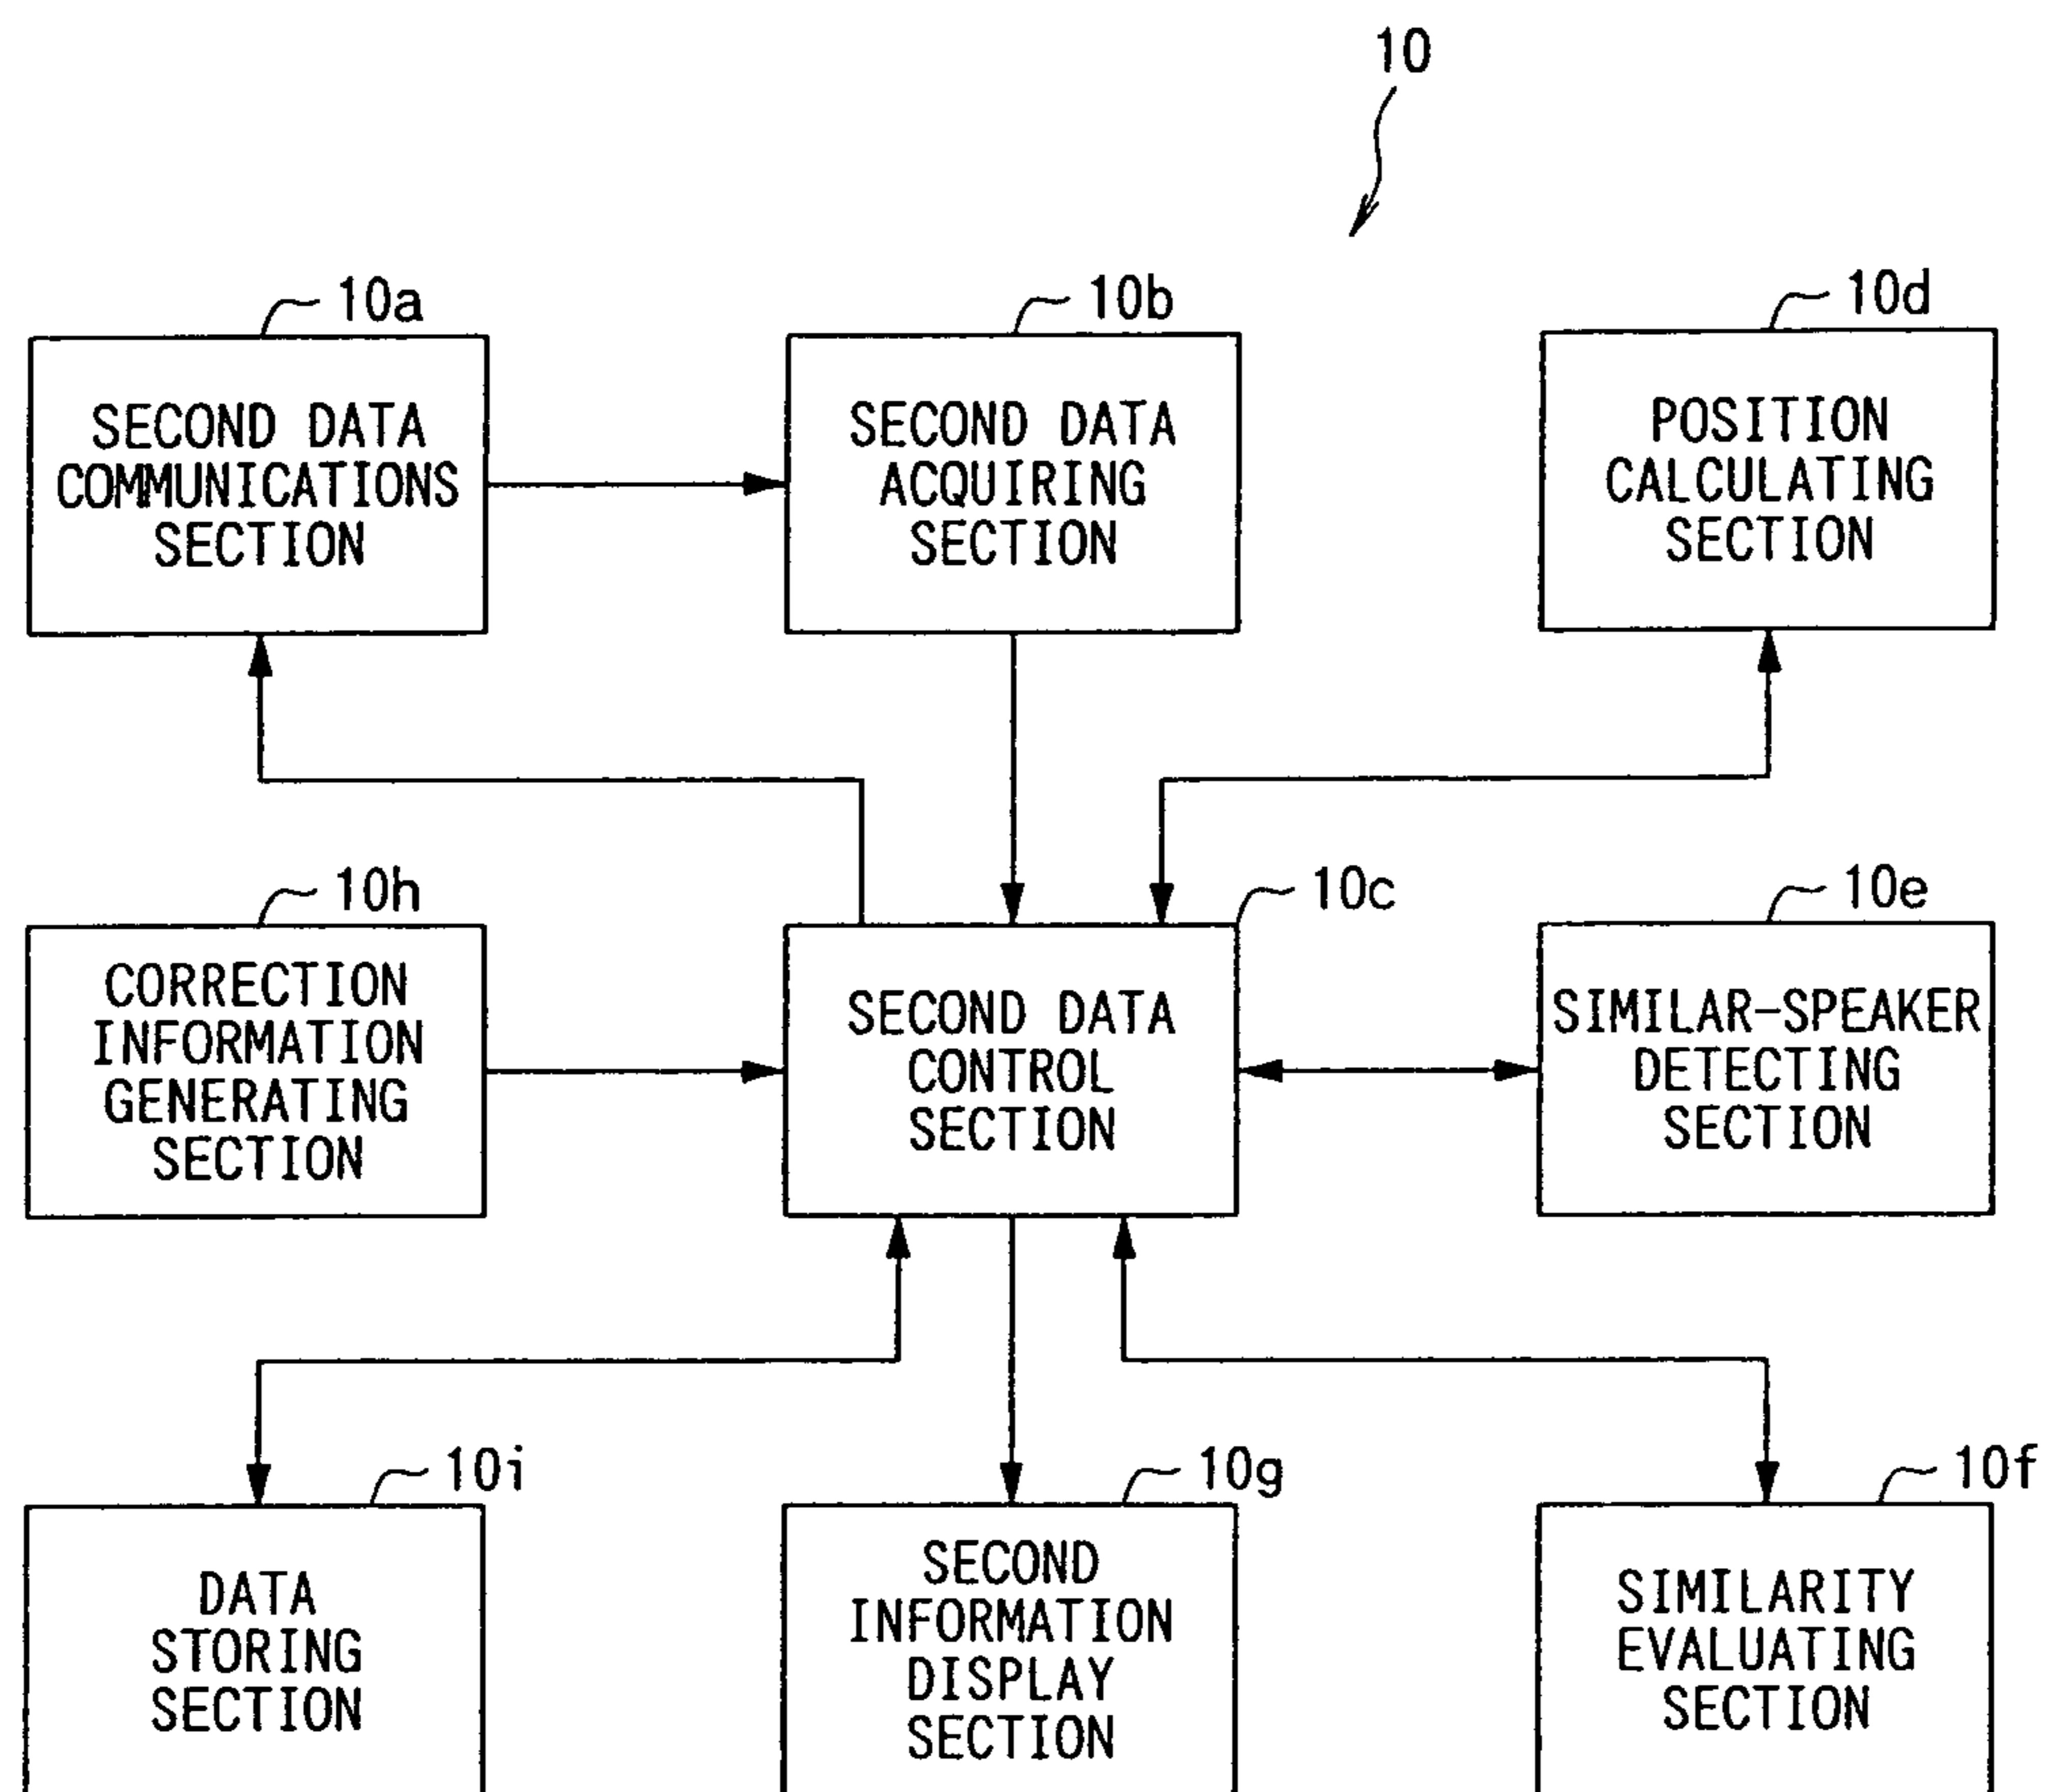 10
10a
10b
10d
SECOND DATA
COMMUNICATIONS
SECTION
SECOND DATA
ACQUIRING
SECTION
POSITION
CALCULATING
SECTION
10h
10c
10e
CORRECTION
INFORMATION
GENERATING
SECTION
SECOND DATA
CONTROL
SECTION
SIMILAR-SPEAKER
DETECTING
SECTION
10i
10g
10f
DATA
STORING
SECTION
SECOND
INFORMATION
DISPLAY
SECTION
SIMILARITY
EVALUATING
SECTION